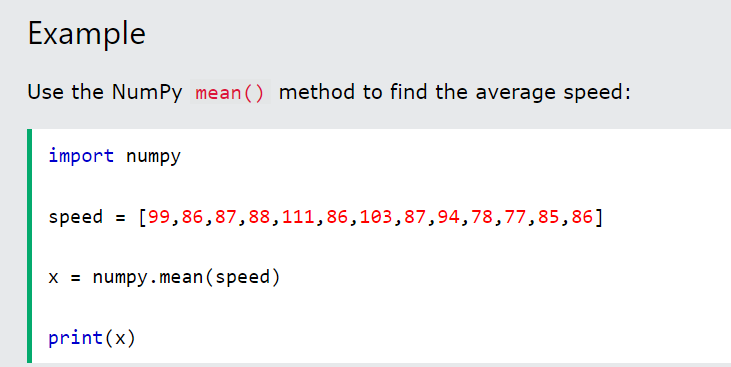 Example
Use the NumPy mean() method to find the average speed:
import numpy
speed = [99,86,87,88,111,86,103,87,94,78,77,85,86]
x = numpy.mean(speed)
print(x)